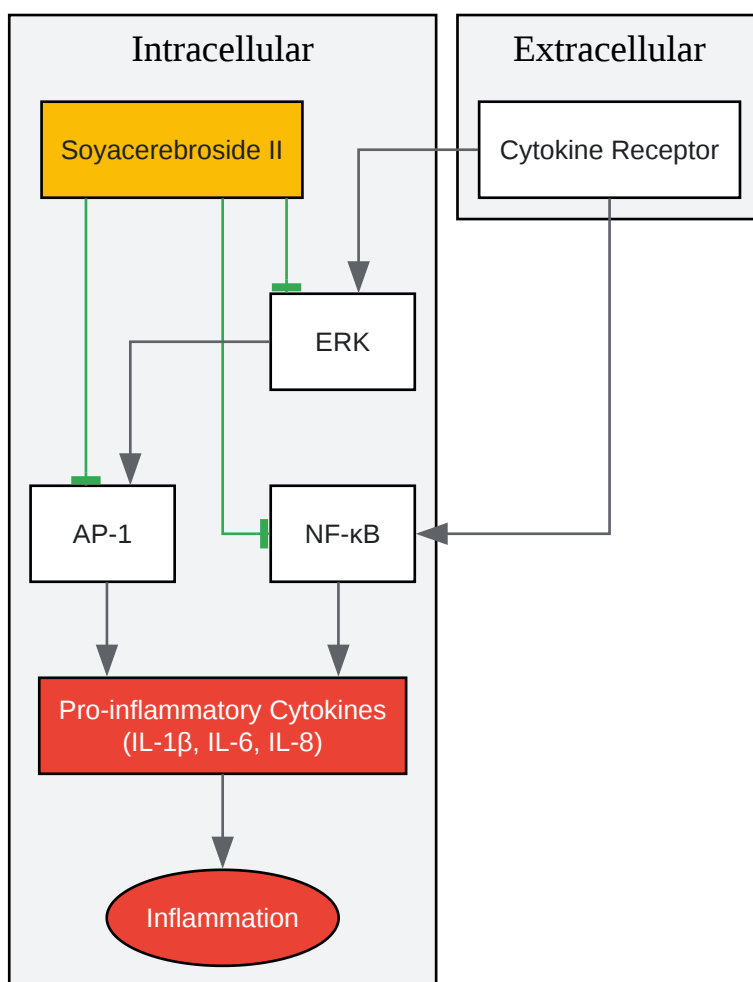 Intracellular
Extracellular
Soyacerebroside II
Cytokine Receptor
ERK
AP-1
NF-κB
Pro-inflammatory Cytokines
(IL-1β, IL-6, IL-8)
Inflammation